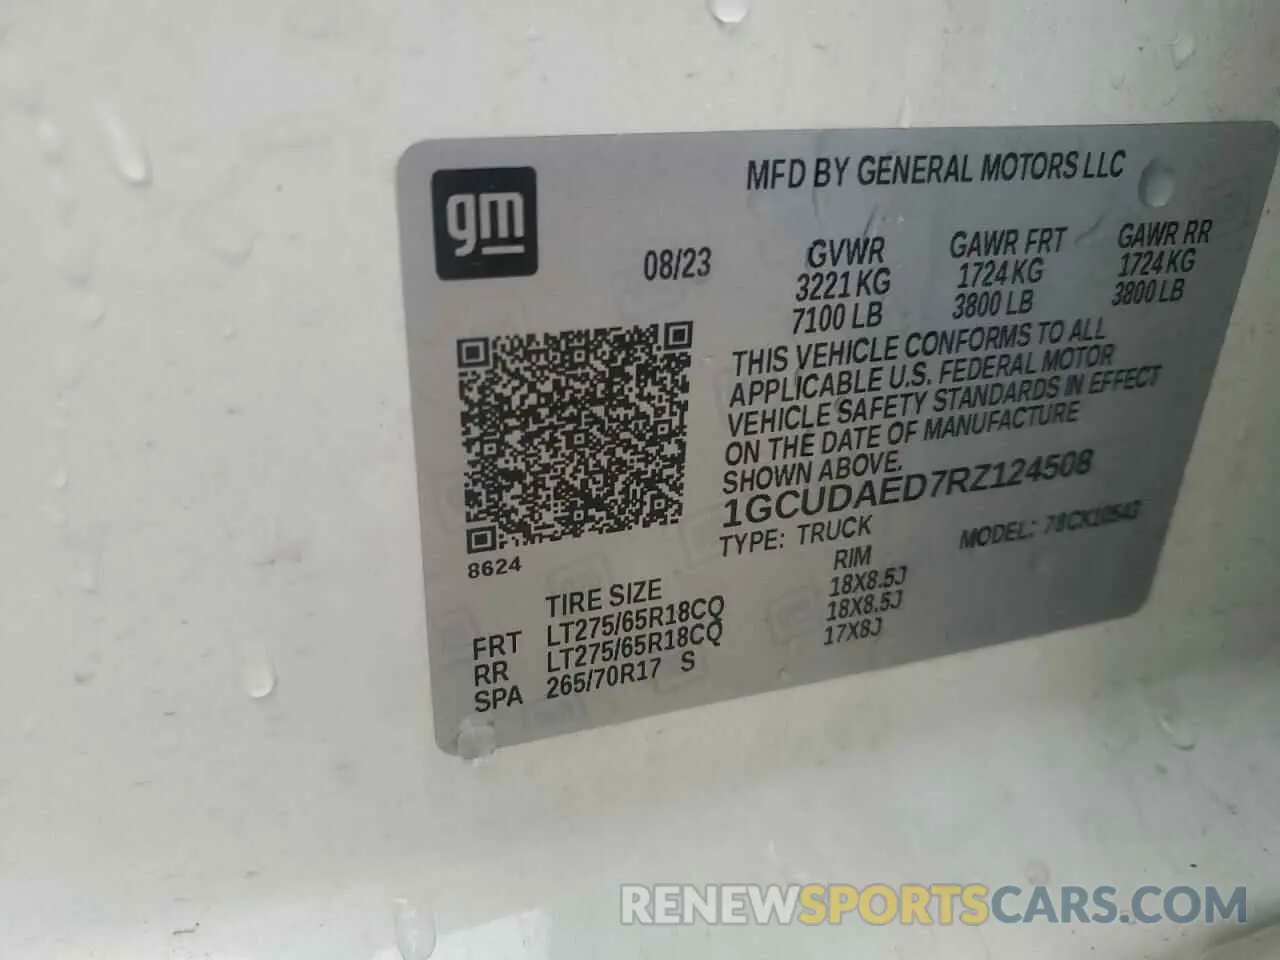 gm
MFD BY GENERAL MOTORS LLC
08/23
GVWR GAWR FRT GAWR RR
3221 KG 1724 KG 1724 KG
7100 LB 3800 LB 3800 LB
THIS VEHICLE CONFORMS TO ALL
APPLICABLE U.S. FEDERAL MOTOR
VEHICLE SAFETY STANDARDS IN EFFECT
ON THE DATE OF MANUFACTURE
SHOWN ABOVE.
1GCUDAED7RZ124508
TYPE: TRUCK MODEL:
8624
TIRE SIZE RIM
FRT LT275/65R18CQ 18X8.5J
RR LT275/65R18CQ 18X8.5J
SPA 265/70R17 S 17X8J
RENEWSPORTSCARS.COM